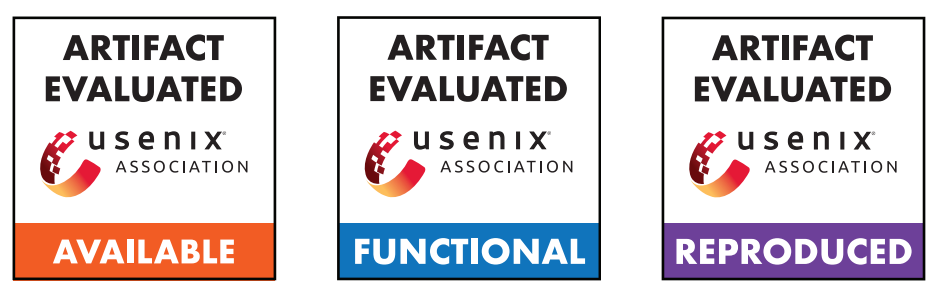 ARTIFACT
EVALUATED
usenix®
ASSOCIATION
AVAILABLE
ARTIFACT
EVALUATED
usenix®
ASSOCIATION
FUNCTIONAL
ARTIFACT
EVALUATED
usenix®
ASSOCIATION
REPRODUCED